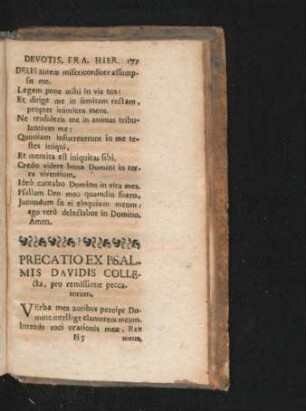 DEVOTIS. FRA. HIER. 177
DEUS autem misericorditer assump-
sit me.
Legem pone mihi in via tua:
Et dirige me in semitam rectam,
propter inimicos meos.
Ne tradideris me in animas tribu-
lantium me:
Quoniam insurrexerunt in me te-
stes iniqui,
Et mentita est iniquitas sibi.
Credo videre bona Domini in ter-
ra viventium.
Ideò cantabo Domino in vita mea.
Psallam Deo meo quamdiu fuero.
Jucundum sit ei eloquium meum:
ego verò delectabor in Domino.
Amen.
PRECATIO EX PSAL-
MIS DAVIDIS COLLE-
cta, pro remissione pecca-
torum.
VErba mea auribus percipe Do-
mine, intellige clamorem meum.
Intende voci orationis meæ, Rex
H5 meus,